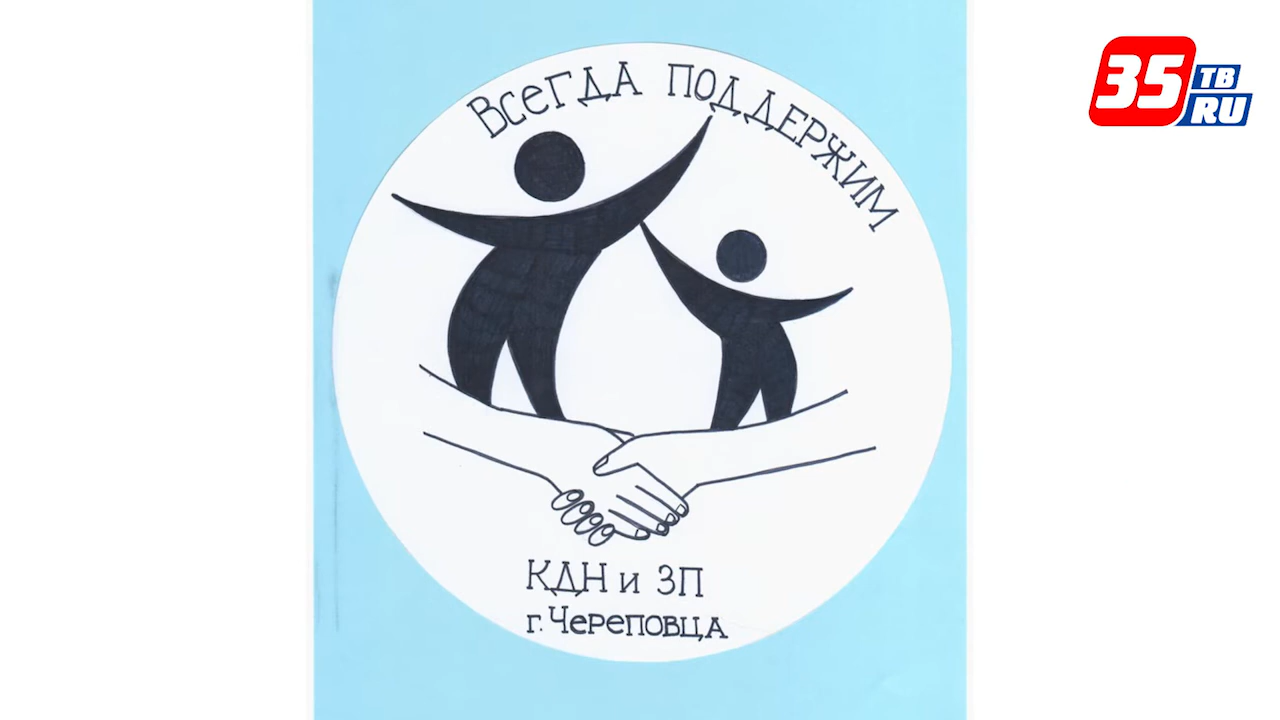 Всегда поддержим
КДН и ЗП
г. Череповца
35
ТВ
RU